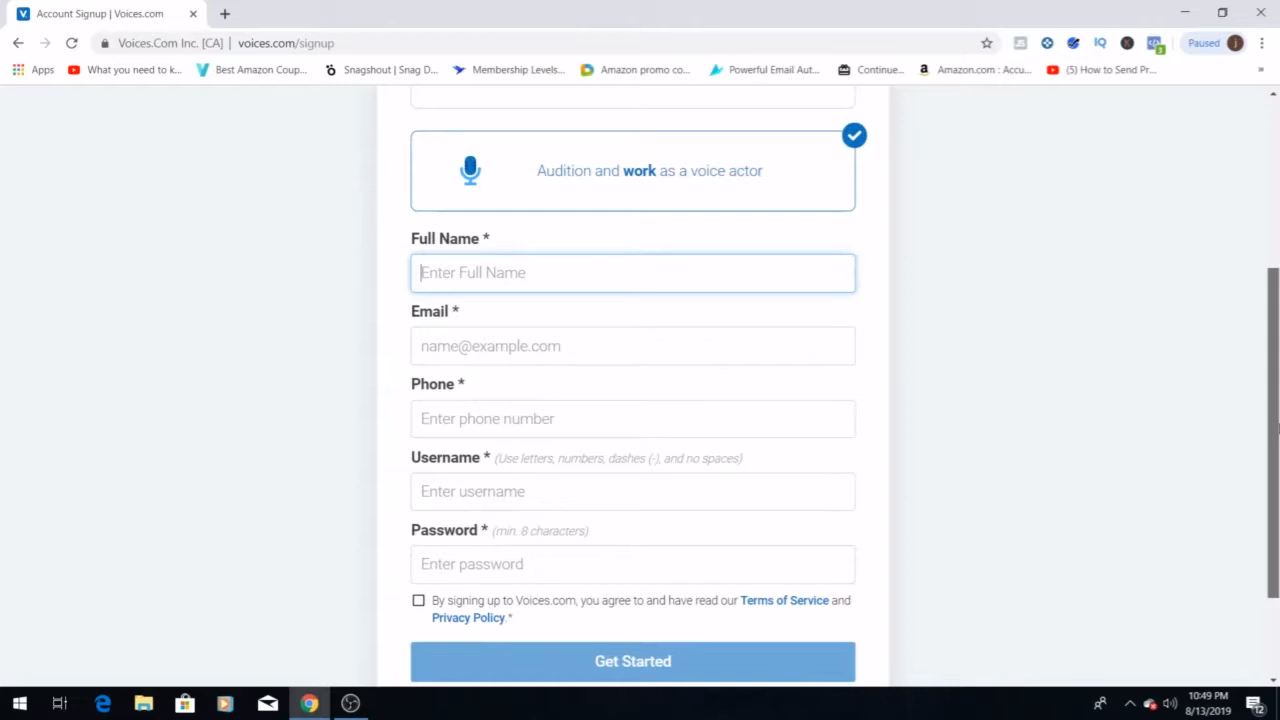 Account Signup | Voices.com
Voices.Com Inc. [CA] | voices.com/signup
IQ
K
3
Paused
j
Apps
What you need to k...
Best Amazon Coup...
Snagshout | Snag D...
Membership Levels...
Amazon promo co...
Powerful Email Aut...
Continue...
Amazon.com : Accu...
(5) How to Send Pr...
»
Audition and work as a voice actor
Full Name *
Enter Full Name
Email *
name@example.com
Phone *
Enter phone number
Username * (Use letters, numbers, dashes (-), and no spaces)
Enter username
Password * (min. 8 characters)
Enter password
By signing up to Voices.com, you agree to and have read our Terms of Service and
Privacy Policy.*
Get Started
10:49 PM
8/13/2019
12